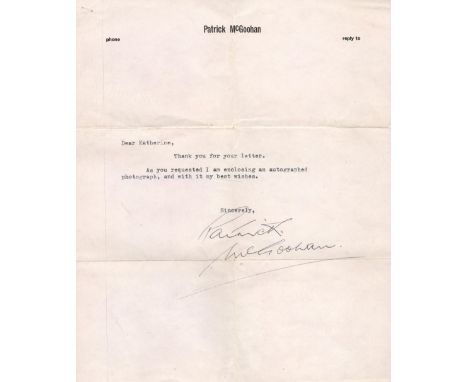 Patrick McGoohan
phone
reply to
Dear Katherine,
Thank you for your letter.
As you requested I am enclosing an autographed
photograph, and with it my best wishes.
Sincerely,
Patrick
McGoohan.